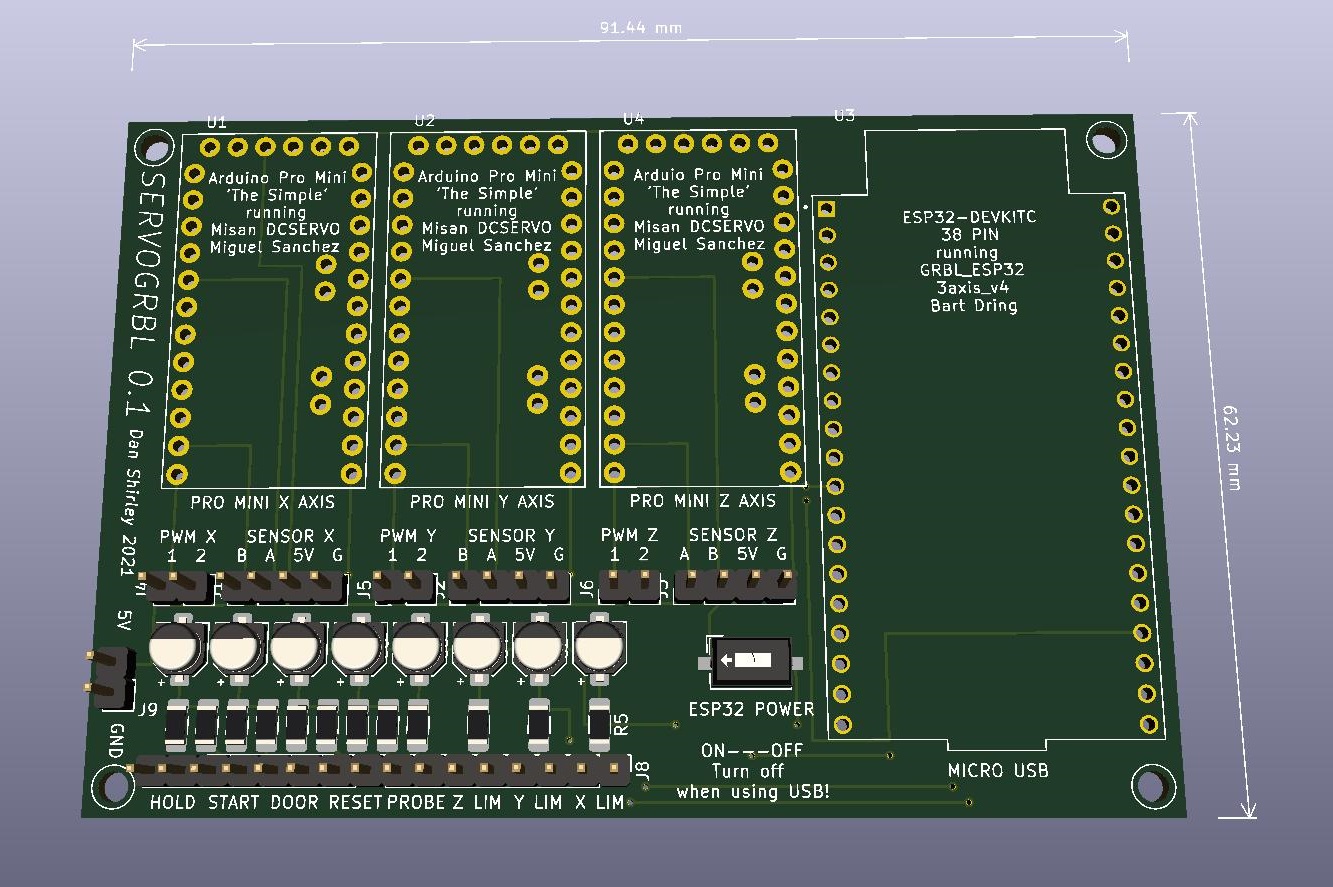 91.44 mm
U1
U2
U4
U3
Arduino Pro Mini
'The Simple'
running
Misan DCSERVO
Miguel Sanchez
Arduino Pro Mini
'The Simple'
running
Misan DCSERVO
Miguel Sanchez
Arduino Pro Mini
'The Simple'
running
Misan DCSERVO
Miguel Sanchez
ESP32-DEVKITC
38 PIN
running
GRBL_ESP32
3axis_v4
Bart Dring
SERVOGRBL 0.1 Dan Shirley 2021
62.23 mm
PRO MINI X AXIS
PRO MINI Y AXIS
PRO MINI Z AXIS
PWM X SENSOR X
1 2 B A 5V G
PWM Y SENSOR Y
1 2 B A 5V G
PWM Z SENSOR Z
1 2 A B 5V G
J5
J6
5V
J9
GND
R5
J8
ESP32 POWER
ON---OFF
Turn off
when using USB!
MICRO USB
HOLD START DOOR RESET PROBE Z LIM Y LIM X LIM